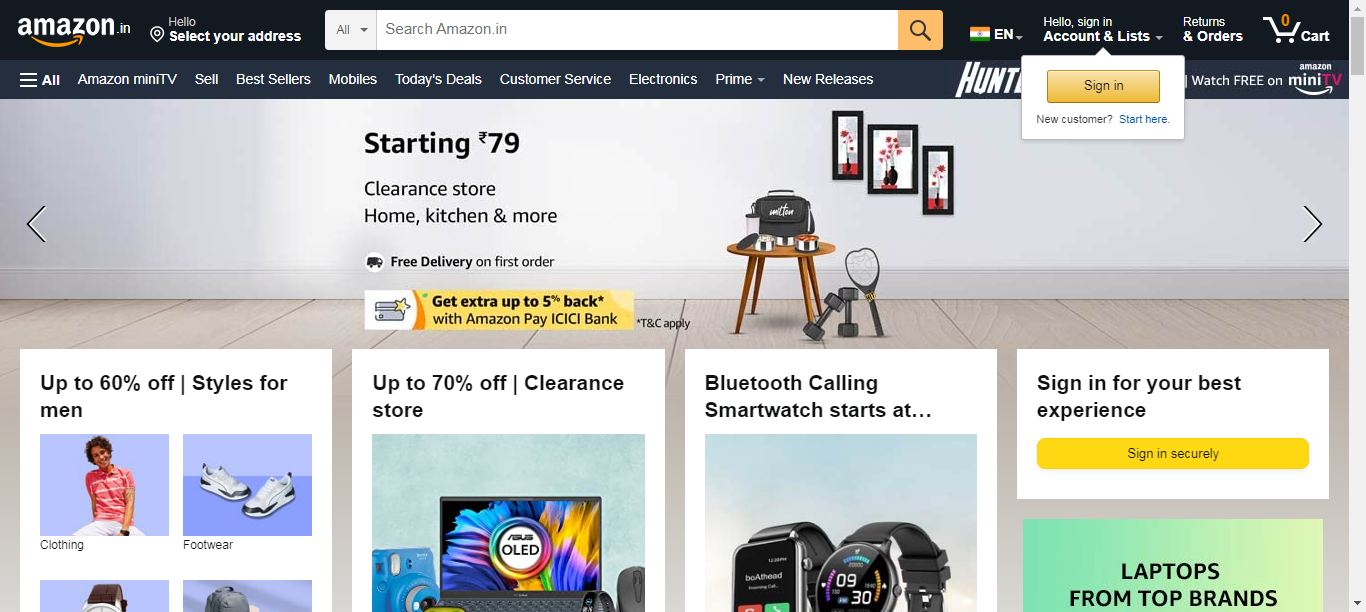 amazon.in
Hello
Select your address
All
Search Amazon.in
EN
Hello, sign in
Account & Lists
Returns
& Orders
0
Cart
All
Amazon miniTV
Sell
Best Sellers
Mobiles
Today's Deals
Customer Service
Electronics
Prime
New Releases
HUNT
| Watch FREE on
amazon
miniTV
Sign in
New customer? Start here.
Starting ₹79
Clearance store
Home, kitchen & more
Free Delivery on first order
Get extra up to 5% back*
with Amazon Pay ICICI Bank
*T&C apply
milton
Up to 60% off | Styles for
men
Clothing
Footwear
Up to 70% off | Clearance
store
ASUS
OLED
Bluetooth Calling
Smartwatch starts at…
boAthead
Incoming Call...
09
30
Sign in for your best
experience
Sign in securely
LAPTOPS
FROM TOP BRANDS